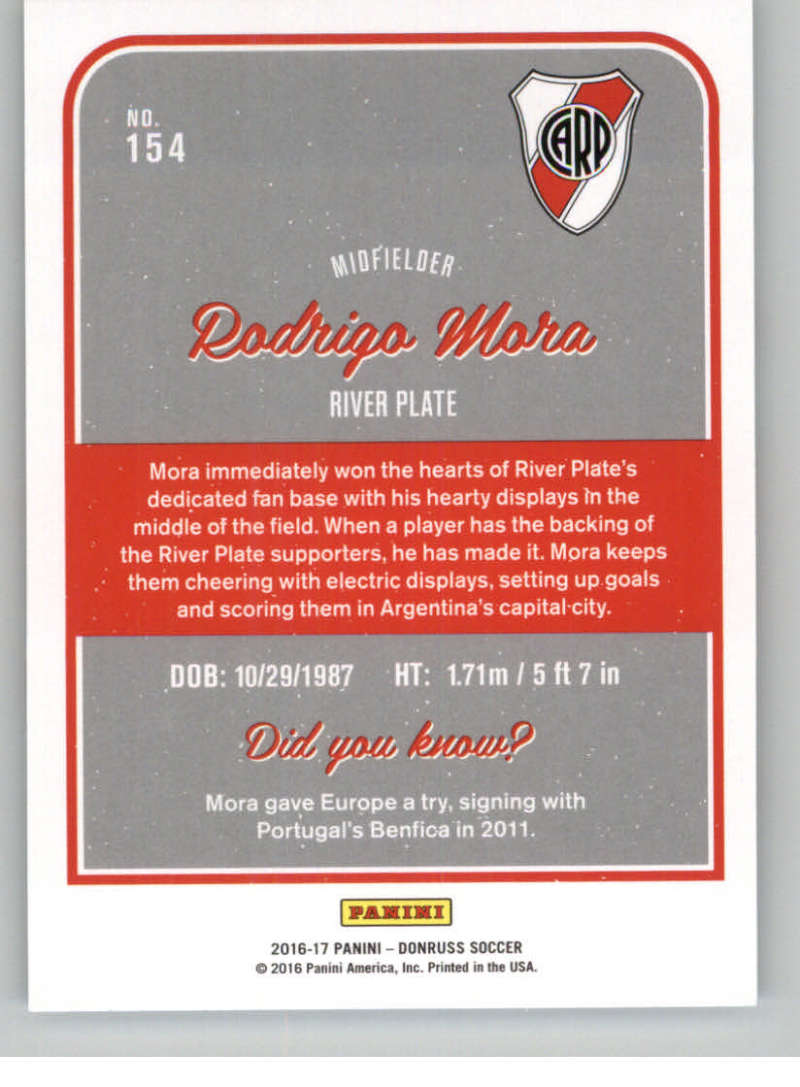 NO.
154
CARP
MIDFIELDER
Rodrigo Mora
RIVER PLATE
Mora immediately won the hearts of River Plate's
dedicated fan base with his hearty displays in the
middle of the field. When a player has the backing of
the River Plate supporters, he has made it. Mora keeps
them cheering with electric displays, setting up goals
and scoring them in Argentina's capital city.
DOB: 10/29/1987 HT: 1.71m / 5 ft 7 in
Did you know?
Mora gave Europe a try, signing with
Portugal's Benfica in 2011.
PANINI
2016-17 PANINI – DONRUSS SOCCER
© 2016 Panini America, Inc. Printed in the USA.